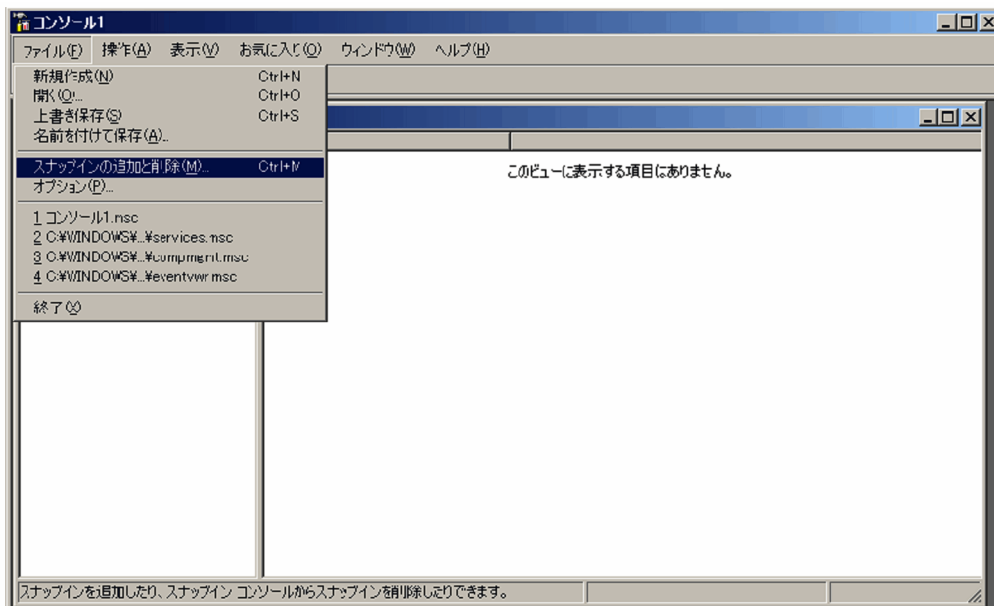 コンソール1
ファイル(F) 操作(A) 表示(V) お気に入り(O) ウィンドウ(W) ヘルプ(H)
新規作成(N) Ctrl+N
開く(O)... Ctrl+O
上書き保存(S) Ctrl+S
名前を付けて保存(A)...
スナップインの追加と削除(M)... Ctrl+M
オプション(P)...
1 コンソール1.msc
2 C:¥WINDOWS¥...¥services.msc
3 C:¥WINDOWS¥...¥compmgmt.msc
4 C:¥WINDOWS¥...¥eventvwr.msc
終了(X)
このビューに表示する項目はありません。
スナップインを追加したり、スナップイン コンソールからスナップインを削除したりできます。